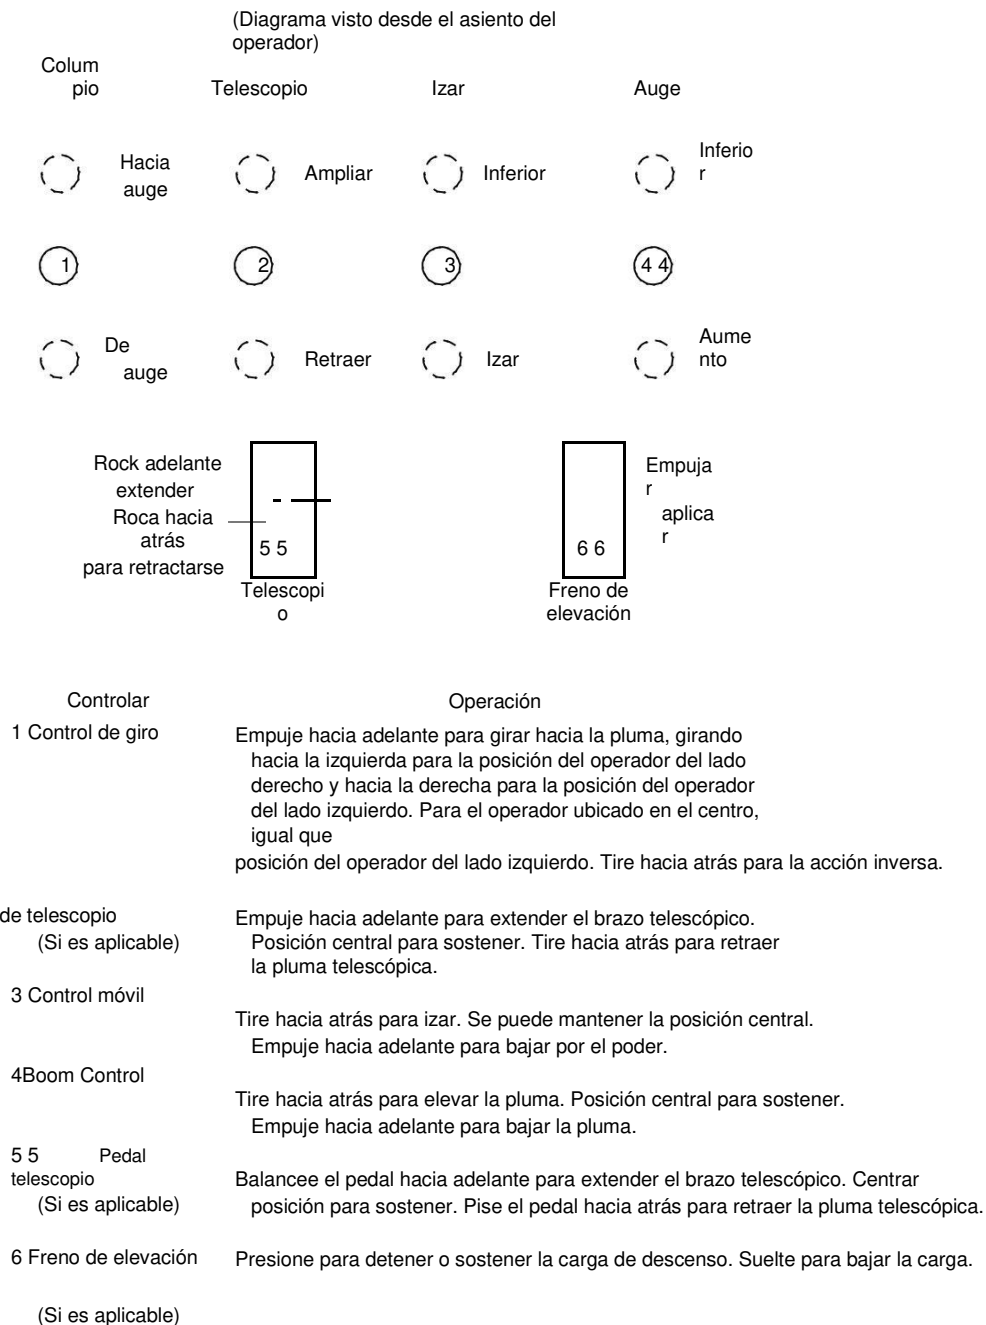 (Diagrama visto desde el asiento del
operador)
Colum
pio
Telescopio
Izar
Auge
Hacia
auge
Ampliar
Inferior
Inferio
r
1
2
3
4 4
De
auge
Retraer
Izar
Aume
nto
Rock adelante
extender
Roca hacia
atrás
para retractarse
5 5
Telescopi
o
6 6
Freno de
elevación
Empuja
r
aplica
r
Controlar
Operación
1 Control de giro
Empuje hacia adelante para girar hacia la pluma, girando
hacia la izquierda para la posición del operador del lado
derecho y hacia la derecha para la posición del operador
del lado izquierdo. Para el operador ubicado en el centro,
igual que
posición del operador del lado izquierdo. Tire hacia atrás para la acción inversa.
de telescopio
(Si es aplicable)
Empuje hacia adelante para extender el brazo telescópico.
Posición central para sostener. Tire hacia atrás para retraer
la pluma telescópica.
3 Control móvil
Tire hacia atrás para izar. Se puede mantener la posición central.
Empuje hacia adelante para bajar por el poder.
4Boom Control
Tire hacia atrás para elevar la pluma. Posición central para sostener.
Empuje hacia adelante para bajar la pluma.
5 5 Pedal
telescopio
(Si es aplicable)
Balancee el pedal hacia adelante para extender el brazo telescópico. Centrar
posición para sostener. Pise el pedal hacia atrás para retraer la pluma telescópica.
6 Freno de elevación
Presione para detener o sostener la carga de descenso. Suelte para bajar la carga.
(Si es aplicable)